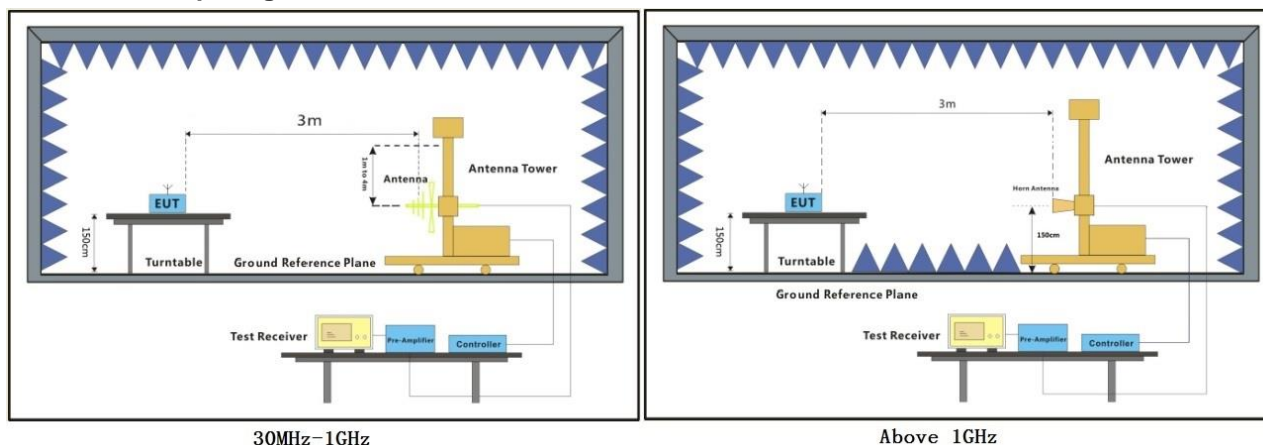 3m
1m to 4m
Antenna
Antenna Tower
EUT
150cm
Turntable
Ground Reference Plane
Test Receiver
Pre-Amplifier
Controller
30MHz-1GHz
3m
Antenna Tower
Horn Antenna
EUT
150cm
150cm
Turntable
Ground Reference Plane
Test Receiver
Pre-Amplifier
Controller
Above 1GHz